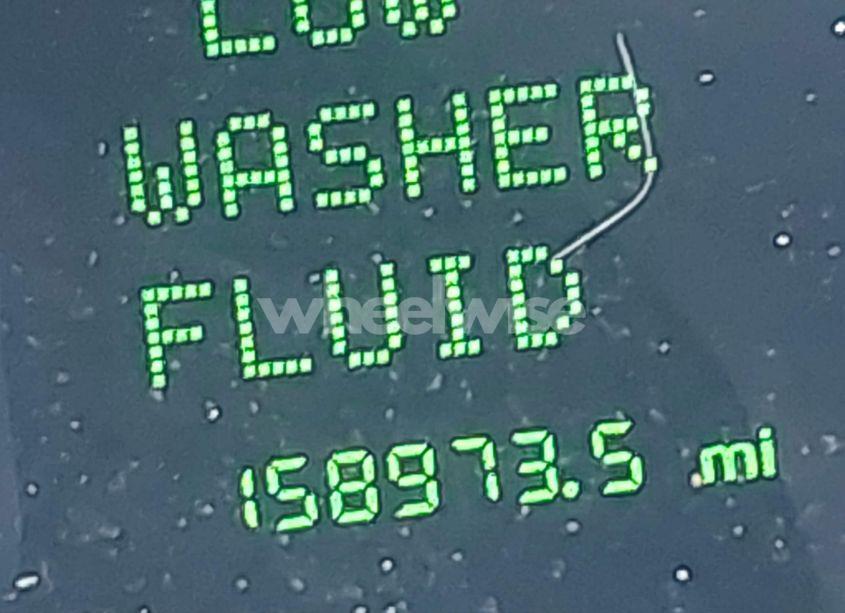 LOW
WASHER
FLUID
wheelwise
158973.5 mi